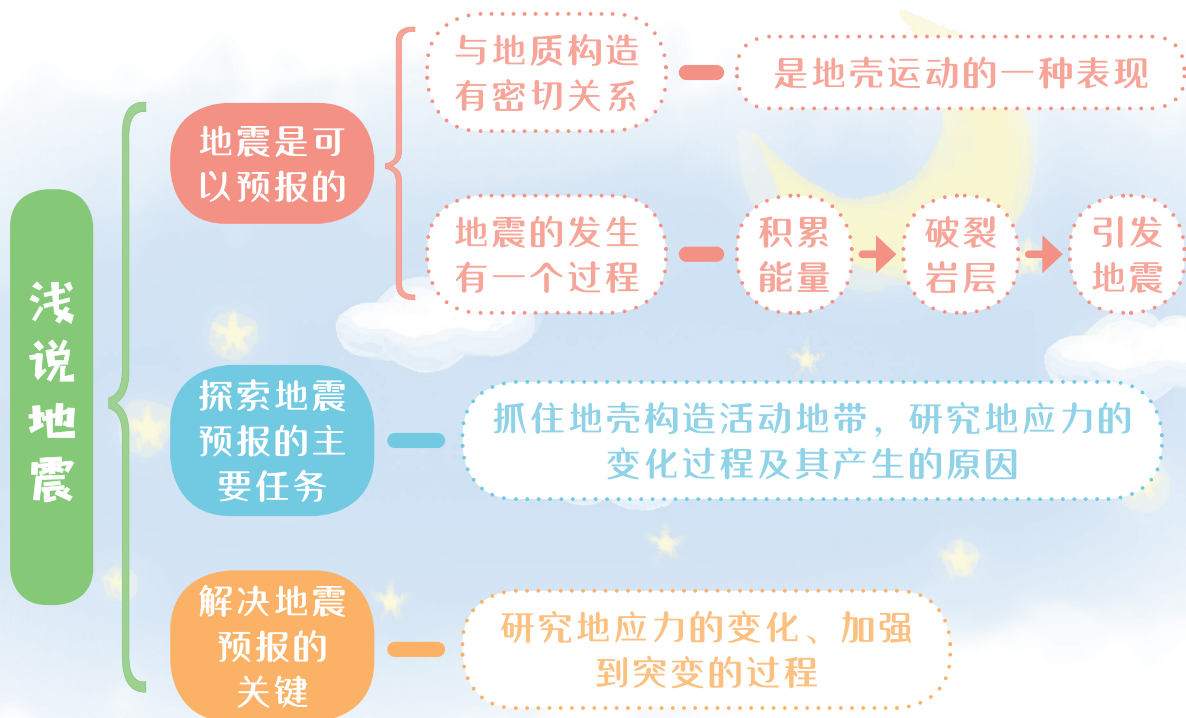 浅说地震
地震是可
以预报的
与地质构造
有密切关系
是地壳运动的一种表现
地震的发生
有一个过程
积累
能量
破裂
岩层
引发
地震
探索地震
预报的主
要任务
抓住地壳构造活动地带，研究地应力的
变化过程及其产生的原因
解决地震
预报的
关键
研究地应力的变化、加强
到突变的过程